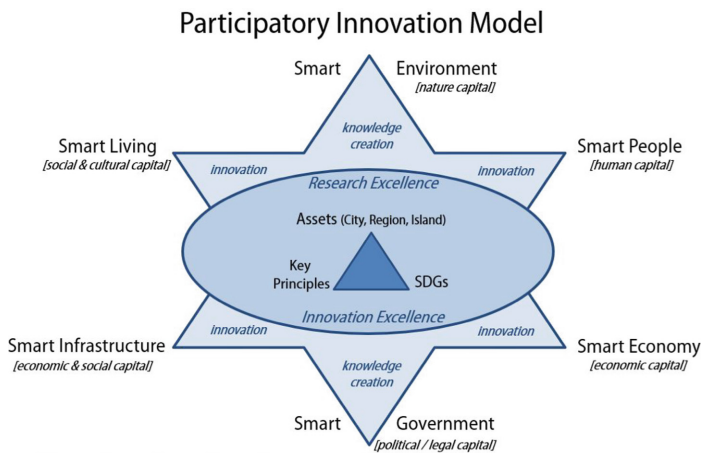 Participatory Innovation Model
Smart Environment
[nature capital]
knowledge
creation
Smart Living
[social & cultural capital]
innovation
innovation
Smart People
[human capital]
Research Excellence
Assets (City, Region, Island)
Key
Principles
SDGs
Innovation Excellence
innovation
innovation
Smart Infrastructure
[economic & social capital]
Smart Economy
[economic capital]
knowledge
creation
Smart Government
[political / legal capital]